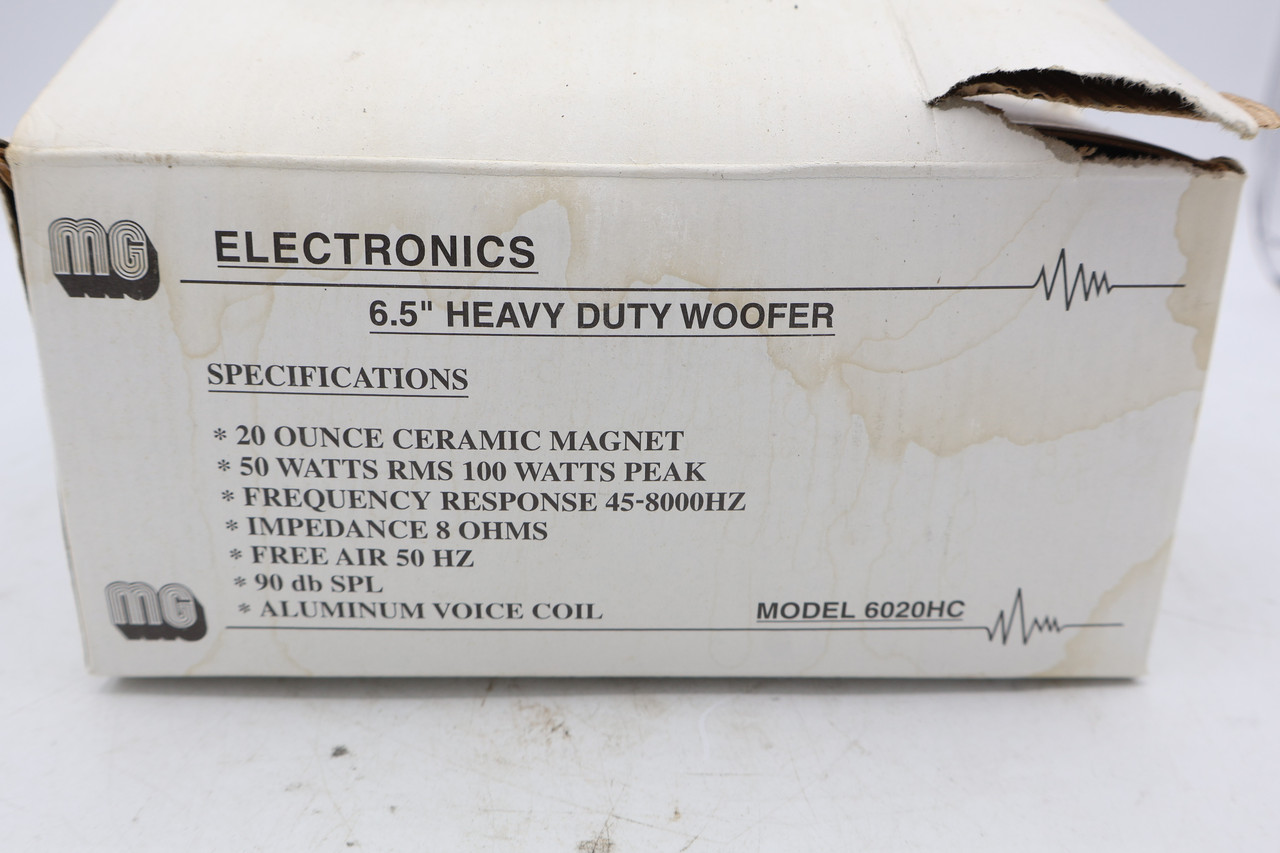 MG ELECTRONICS
6.5" HEAVY DUTY WOOFER
SPECIFICATIONS
* 20 OUNCE CERAMIC MAGNET
* 50 WATTS RMS 100 WATTS PEAK
* FREQUENCY RESPONSE 45-8000HZ
* IMPEDANCE 8 OHMS
* FREE AIR 50 HZ
* 90 db SPL
* ALUMINUM VOICE COIL
MG
MODEL 6020HC